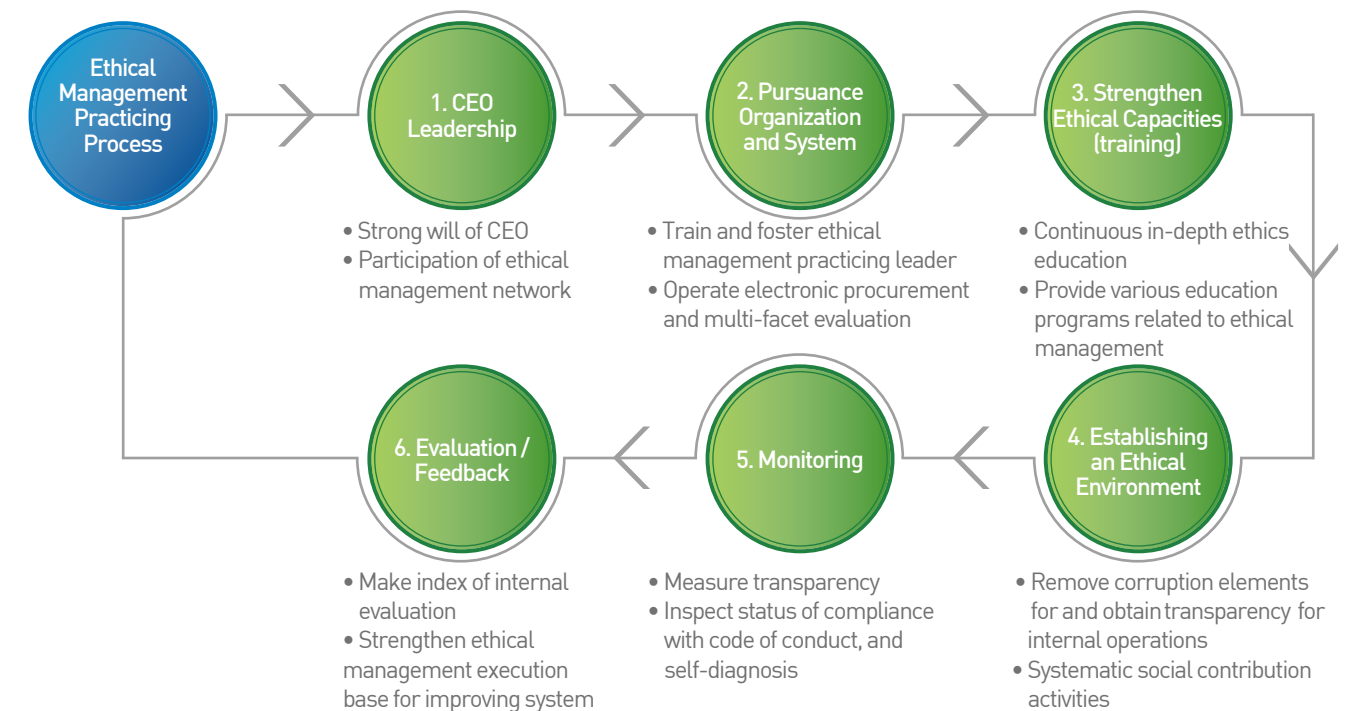 Ethical
Management
Practicing
Process
1. CEO
Leadership
• Strong will of CEO
• Participation of ethical
management network
2. Pursuance
Organization
and System
• Train and foster ethical
management practicing leader
• Operate electronic procurement
and multi-facet evaluation
3. Strengthen
Ethical Capacities
(training)
• Continuous in-depth ethics
education
• Provide various education
programs related to ethical
management
4. Establishing
an Ethical
Environment
• Remove corruption elements
for and obtain transparency for
internal operations
• Systematic social contribution
activities
5. Monitoring
• Measure transparency
• Inspect status of compliance
with code of conduct, and
self-diagnosis
6. Evaluation /
Feedback
• Make index of internal
evaluation
• Strengthen ethical
management execution
base for improving system